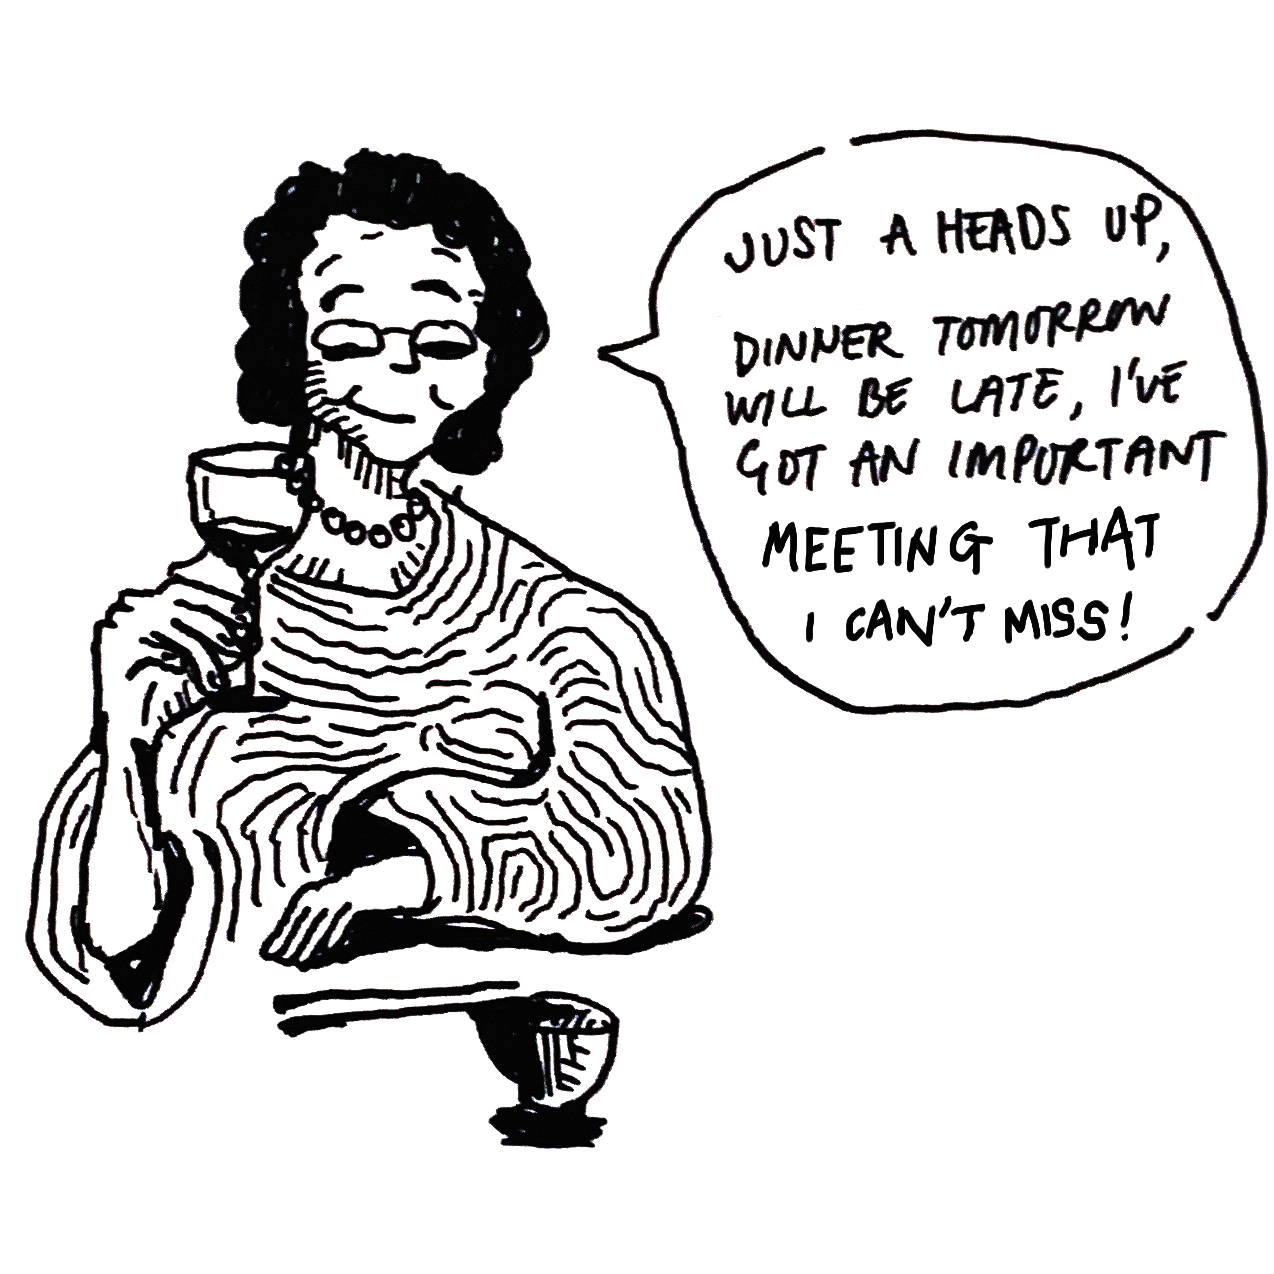 JUST A HEADS UP,
DINNER TOMORROW
WILL BE LATE, I'VE
GOT AN IMPORTANT
MEETING THAT
I CAN'T MISS!